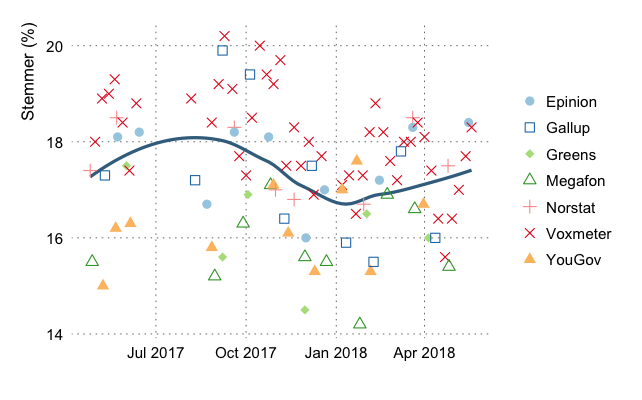 Stemmer (%)
20
18
16
14
Jul 2017
Oct 2017
Jan 2018
Apr 2018
Epinion
Gallup
Greens
Megafon
Norstat
Voxmeter
YouGov